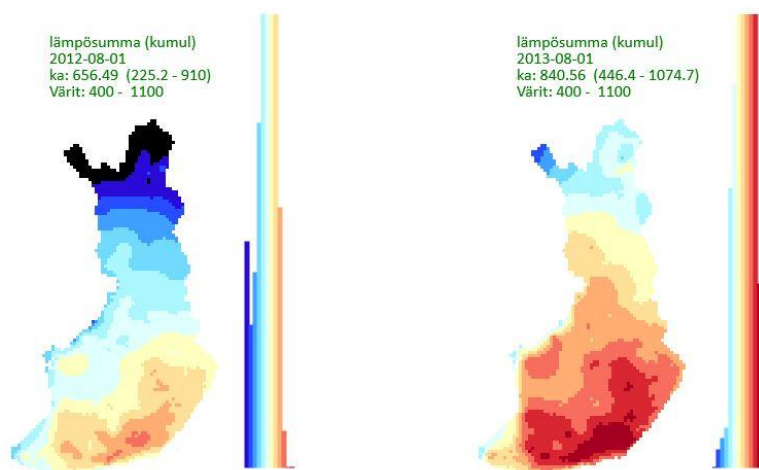 lämpösumma (kumul)
2012-08-01
ka: 656.49 (225.2 - 910)
Värit: 400 - 1100
lämpösumma (kumul)
2013-08-01
ka: 840.56 (446.4 - 1074.7)
Värit: 400 - 1100